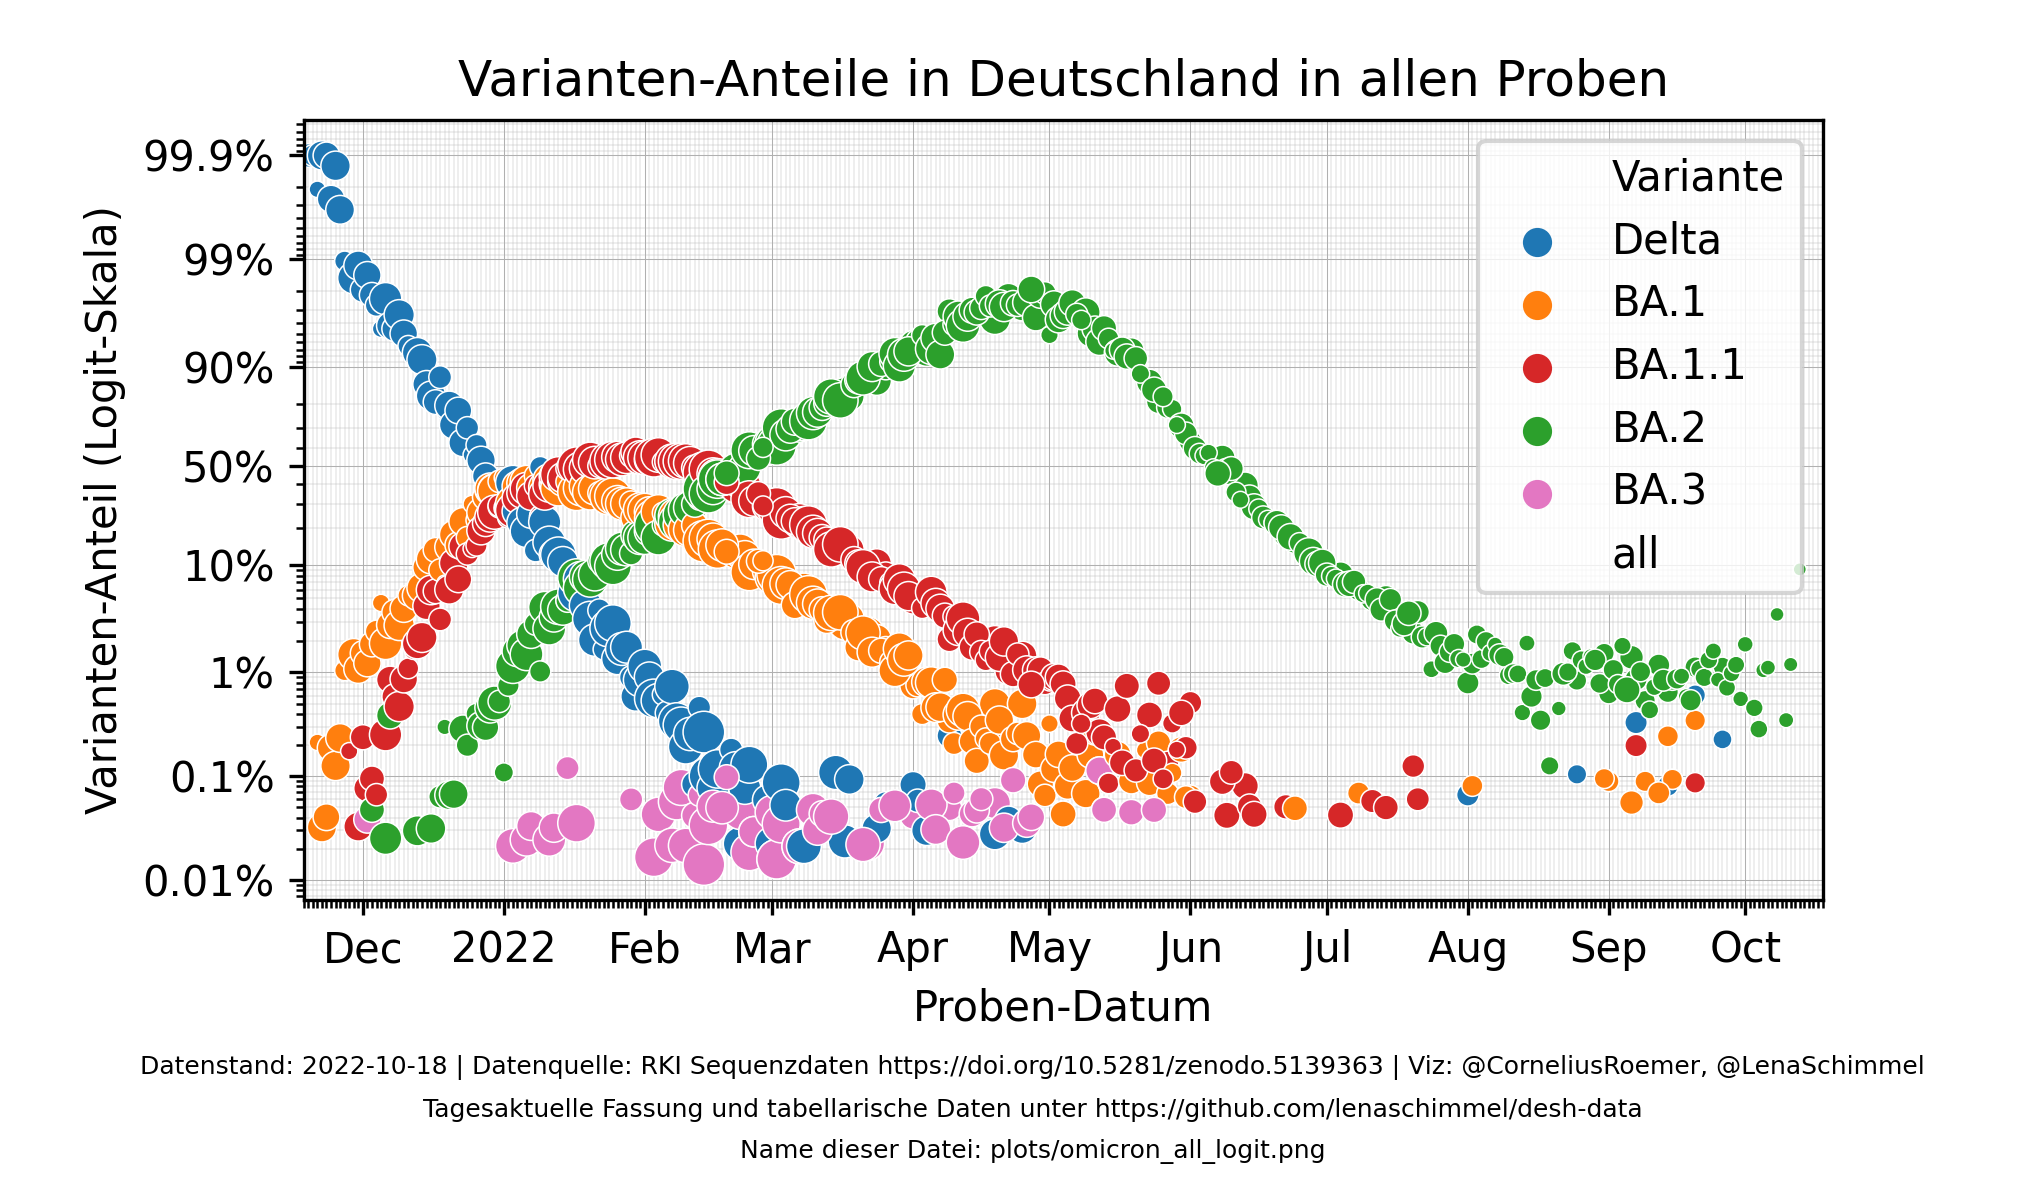 Varianten-Anteile in Deutschland in allen Proben
Varianten-Anteil (Logit-Skala)
99.9%
99%
90%
50%
10%
1%
0.1%
0.01%
Variante
Delta
BA.1
BA.1.1
BA.2
BA.3
all
Dec 2022 Feb Mar Apr May Jun Jul Aug Sep Oct
Proben-Datum
Datenstand: 2022-10-18 | Datenquelle: RKI Sequenzdaten https://doi.org/10.5281/zenodo.5139363 | Viz: @CorneliusRoemer, @LenaSchimmel
Tagesaktuelle Fassung und tabellarische Daten unter https://github.com/lenaschimmel/desh-data
Name dieser Datei: plots/omicron_all_logit.png